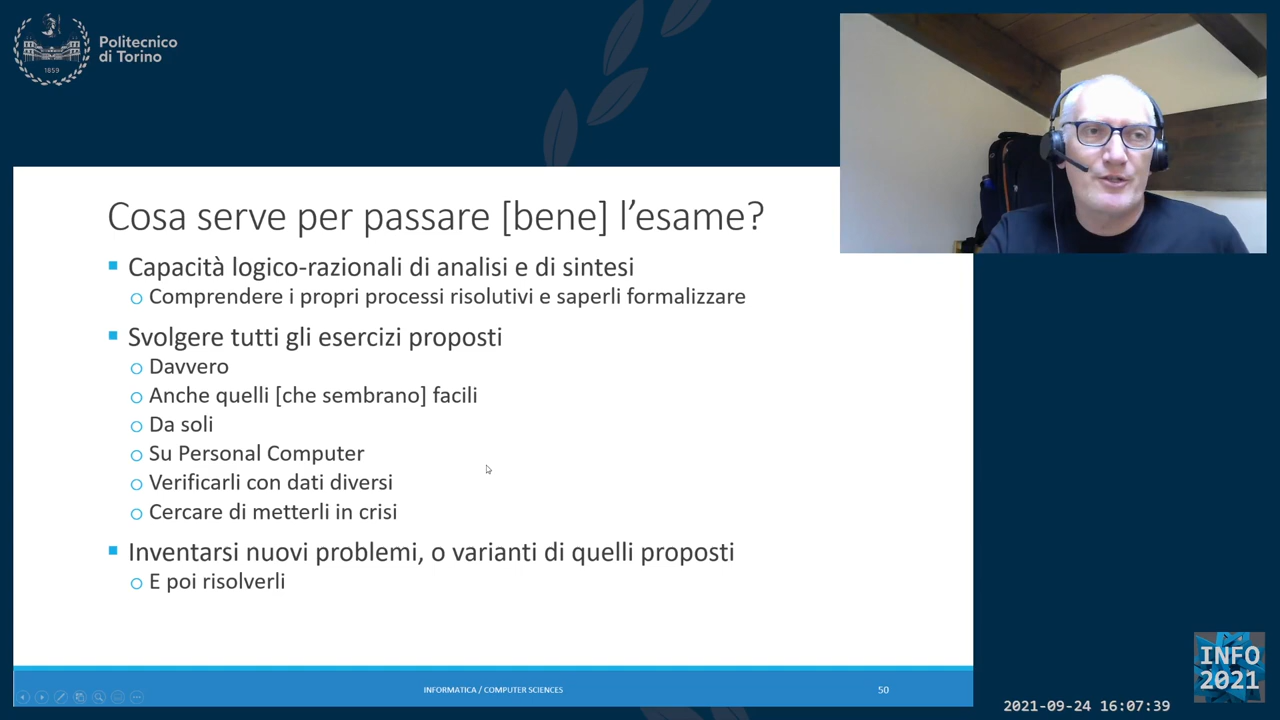 Politecnico
di Torino
1859
Cosa serve per passare [bene] l’esame?
Capacità logico-razionali di analisi e di sintesi
Comprendere i propri processi risolutivi e saperli formalizzare
Svolgere tutti gli esercizi proposti
Davvero
Anche quelli [che sembrano] facili
Da soli
Su Personal Computer
Verificarli con dati diversi
Cercare di metterli in crisi
Inventarsi nuovi problemi, o varianti di quelli proposti
E poi risolverli
INFORMATICA / COMPUTER SCIENCES
50
INFO
2021
2021-09-24 16:07:39